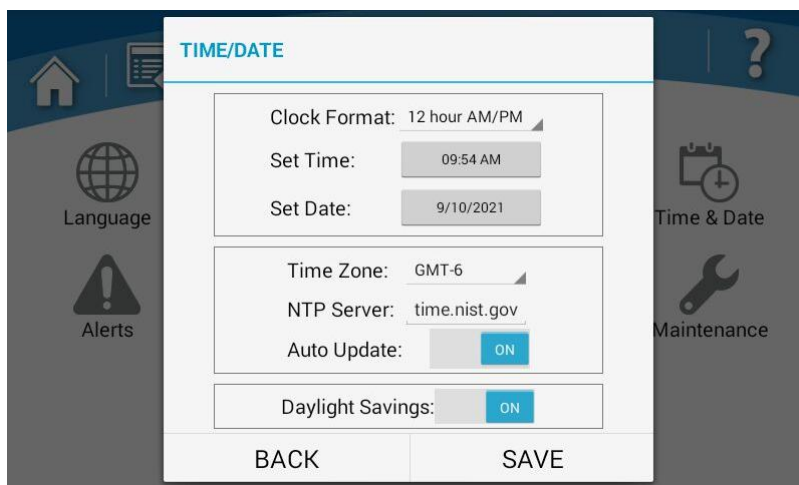 TIME/DATE
?
Clock Format: 12 hour AM/PM
Set Time: 09:54 AM
Set Date: 9/10/2021
Language
Time & Date
Time Zone: GMT-6
NTP Server: time.nist.gov
Alerts
Maintenance
Auto Update: ON
Daylight Savings: ON
BACK SAVE